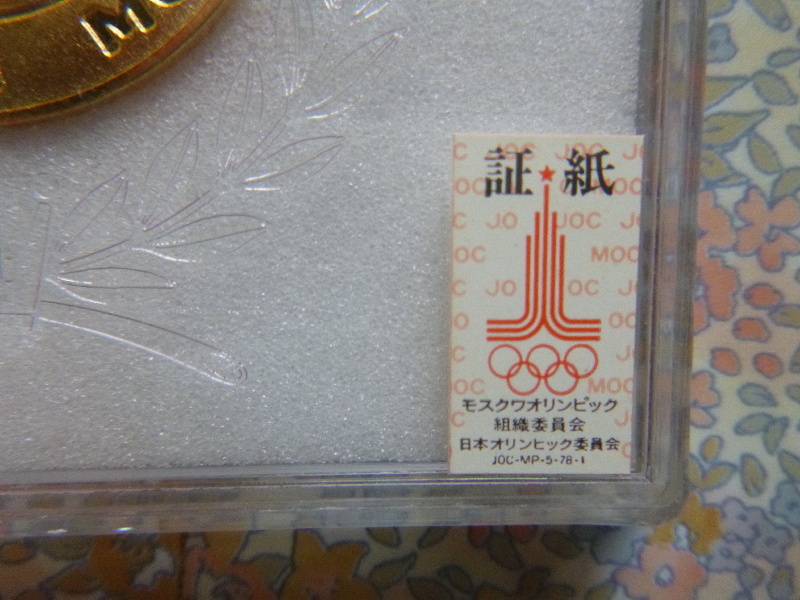 証紙
モスクワオリンピック
組織委員会
日本オリンピック委員会
JOC-MP-5-78-1